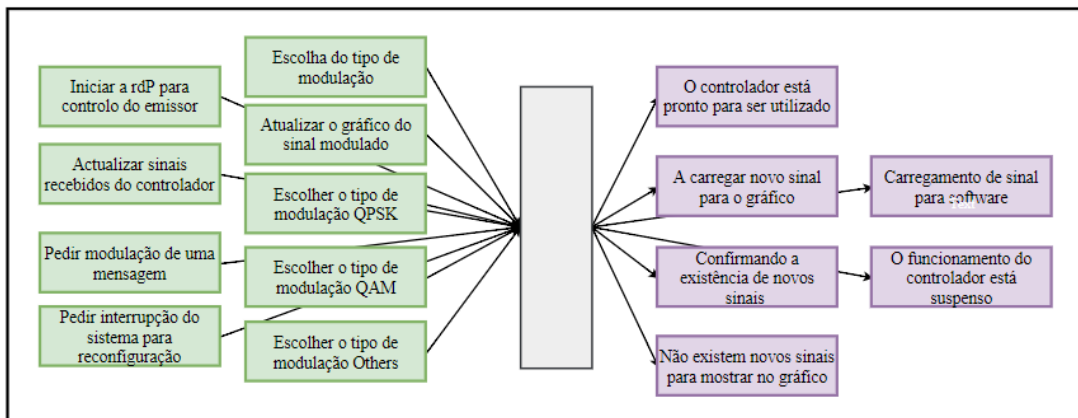 Iniciar a rdP para
controlo do emissor
Actualizar sinais
recebidos do controlador
Pedir modulação de uma
mensagem
Pedir interrupção do
sistema para
reconfiguração
Escolha do tipo de
modulação
Atualizar o gráfico do
sinal modulado
Escolher o tipo de
modulação QPSK
Escolher o tipo de
modulação QAM
Escolher o tipo de
modulação Others
O controlador está
pronto para ser utilizado
A carregar novo sinal
para o gráfico
Confirmando a
existência de novos
sinais
Não existem novos sinais
para mostrar no gráfico
Carregamento de sinal
para software
Text
O funcionamento do
controlador está
suspenso